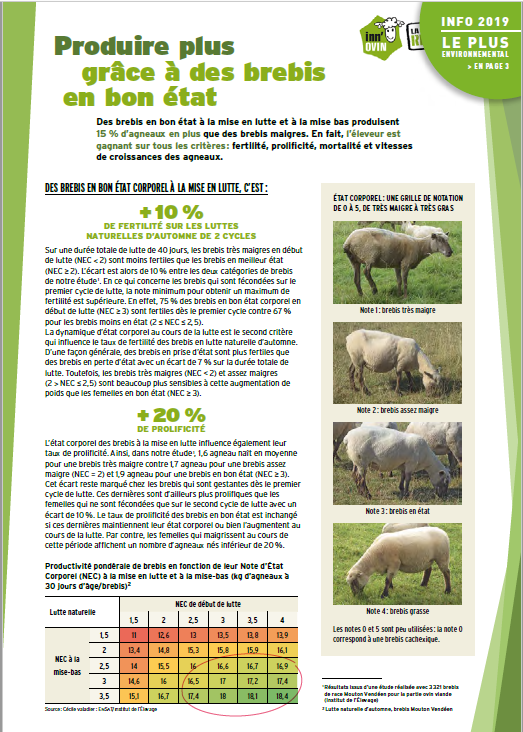 inn'
OVIN
LA
INFO 2019
LE PLUS
ENVIRONNEMENTAL
> EN PAGE 3
Produire plus
grâce à des brebis
en bon état
Des brebis en bon état à la mise en lutte et à la mise bas produisent
15 % d'agneaux en plus que des brebis maigres. En fait, l'éleveur est
gagnant sur tous les critères : fertilité, prolificité, mortalité et vitesses
de croissances des agneaux.
DES BREBIS EN BON ÉTAT CORPOREL À LA MISE EN LUTTE, C'EST :
+ 10 %
DE FERTILITÉ SUR LES LUTTES
NATURELLES D'AUTOMNE DE 2 CYCLES
Sur une durée totale de lutte de 40 jours, les brebis très maigres en début
de lutte (NEC < 2) sont moins fertiles que les brebis en meilleur état
(NEC ≥ 2). L'écart est alors de 10 % entre les deux catégories de brebis
de notre étude¹. En ce qui concerne les brebis qui sont fécondées sur le
premier cycle de lutte, la note minimum pour obtenir un maximum de
fertilité est supérieure. En effet, 75 % des brebis en bon état corporel en
début de lutte (NEC ≥ 3) sont fertiles dès le premier cycle contre 67 %
pour les brebis moins en état (2 ≤ NEC ≤ 2,5).
La dynamique d'état corporel au cours de la lutte est le second critère
qui influence le taux de fertilité des brebis en lutte naturelle d'automne.
D'une façon générale, des brebis en prise d'état sont plus fertiles que
des brebis en perte d'état avec un écart de 7 % sur la durée totale de
lutte. Toutefois, les brebis très maigres (NEC < 2) et assez maigres
(2 > NEC ≤ 2,5) sont beaucoup plus sensibles à cette augmentation de
poids que les femelles en bon état (NEC ≥ 3).
+ 20 %
DE PROLIFICITÉ
L'état corporel des brebis à la mise en lutte influence également leur
taux de prolificité. Ainsi, dans notre étude¹, 1,6 agneau naît en moyenne
pour une brebis très maigre contre 1,7 agneau pour une brebis assez
maigre (NEC = 2) et 1,9 agneau pour une brebis en bon état (NEC ≥ 3).
Cet écart reste marqué chez les brebis qui sont gestantes dès le premier
cycle de lutte. Ces dernières sont d'ailleurs plus prolifiques que les
femelles qui ne sont fécondées que sur le second cycle de lutte avec un
écart de 10 %. Le taux de prolificité des brebis en bon état est inchangé
si ces dernières maintiennent leur état corporel ou bien l'augmentent au
cours de la lutte. Par contre, les femelles qui maigrissent au cours de
cette période affichent un nombre d'agneaux nés inférieur de 20 %.
Productivité pondérale de brebis en fonction de leur Note d'État
Corporel (NEC) à la mise en lutte et à la mise-bas (kg d'agneaux à
30 jours d'âge/brebis)²
Lutte naturelle
NEC de début de lutte
1,5 2 2,5 3 3,5 4
NEC à la
mise-bas
1,5 11 12,6 13 13,5 13,8 13,9
2 13,4 14,8 15,3 15,8 15,9 16,1
2,5 14 15,5 16 16,6 16,7 16,9
3 14,6 16 16,5 17 17,2 17,4
3,5 15,1 16,7 17,4 18 18,1 18,4
Source : Cécile Valadier : EnSAT/Institut de l'Élevage
ÉTAT CORPOREL : UNE GRILLE DE NOTATION
DE 0 À 5, DE TRÈS MAIGRE À TRÈS GRAS
Note 1 : brebis très maigre
Note 2 : brebis assez maigre
Note 3 : brebis en état
Note 4 : brebis grasse
Les notes 0 et 5 sont peu utilisées : la note 0
correspond à une brebis cachexique.
¹ Résultats issus d'une étude réalisée avec 3 321 brebis
de race Mouton Vendéen pour la partie ovin viande
(Institut de l'Élevage)
² Lutte naturelle d'automne, brebis Mouton Vendéen